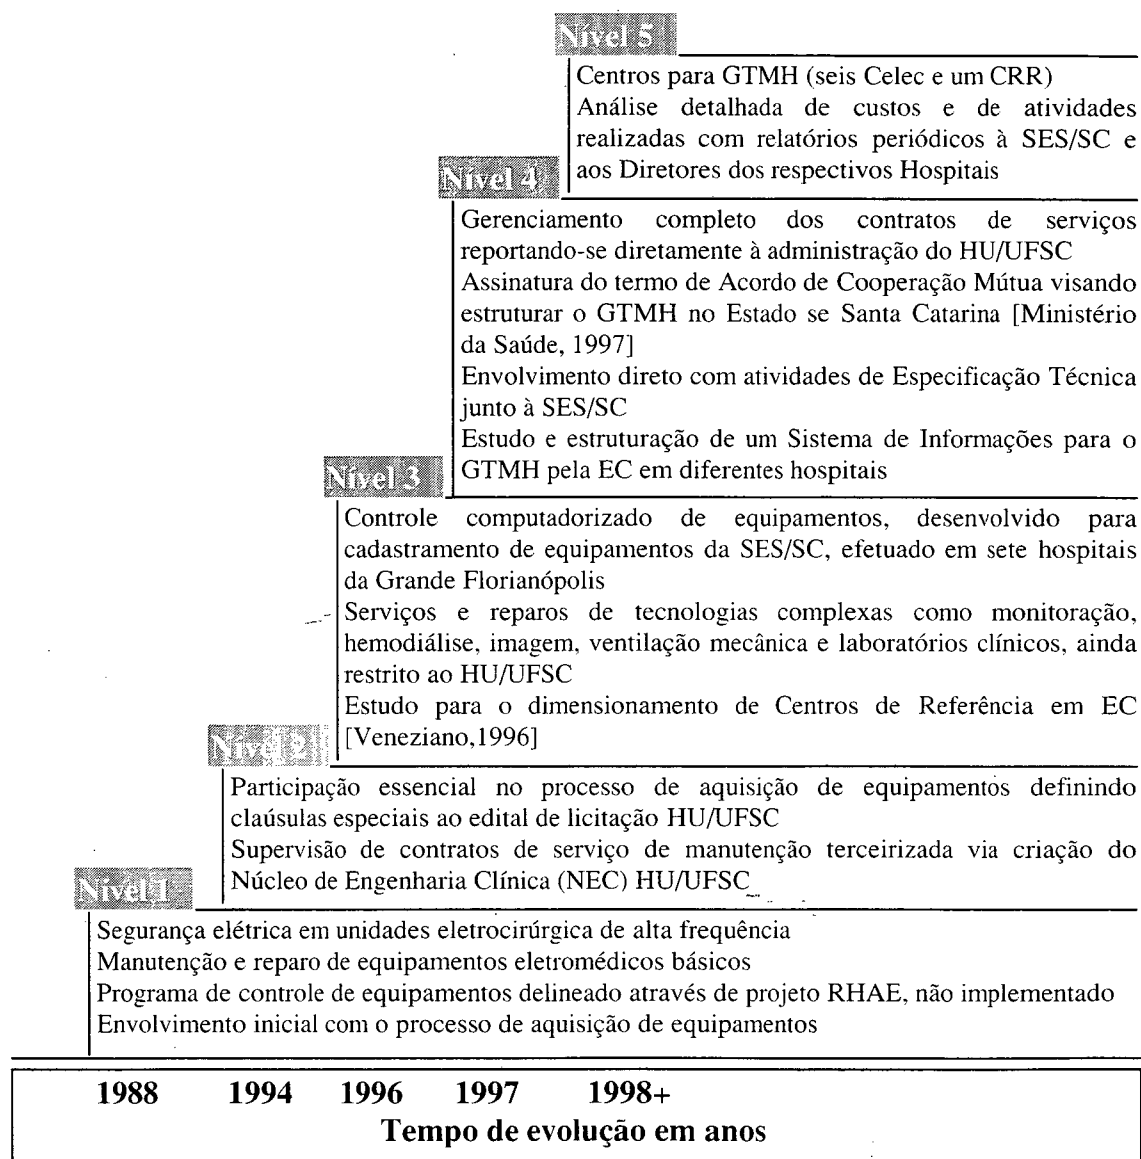 Nível 5
Centros para GTMH (seis Celec e um CRR)
Análise detalhada de custos e de atividades
realizadas com relatórios periódicos à SES/SC e
aos Diretores dos respectivos Hospitais
Nível 4
Gerenciamento completo dos contratos de serviços
reportando-se diretamente à administração do HU/UFSC
Assinatura do termo de Acordo de Cooperação Mútua visando
estruturar o GTMH no Estado se Santa Catarina [Ministério
da Saúde, 1997]
Envolvimento direto com atividades de Especificação Técnica
junto à SES/SC
Estudo e estruturação de um Sistema de Informações para o
GTMH pela EC em diferentes hospitais
Nível 3
Controle computadorizado de equipamentos, desenvolvido para
cadastramento de equipamentos da SES/SC, efetuado em sete hospitais
da Grande Florianópolis
Serviços e reparos de tecnologias complexas como monitoração,
hemodiálise, imagem, ventilação mecânica e laboratórios clínicos, ainda
restrito ao HU/UFSC
Estudo para o dimensionamento de Centros de Referência em EC
[Veneziano,1996]
Nível 2
Participação essencial no processo de aquisição de equipamentos definindo
claúsulas especiais ao edital de licitação HU/UFSC
Supervisão de contratos de serviço de manutenção terceirizada via criação do
Núcleo de Engenharia Clínica (NEC) HU/UFSC
Nível 1
Segurança elétrica em unidades eletrocirúrgica de alta frequência
Manutenção e reparo de equipamentos eletromédicos básicos
Programa de controle de equipamentos delineado através de projeto RHAE, não implementado
Envolvimento inicial com o processo de aquisição de equipamentos
1988 1994 1996 1997 1998+
Tempo de evolução em anos